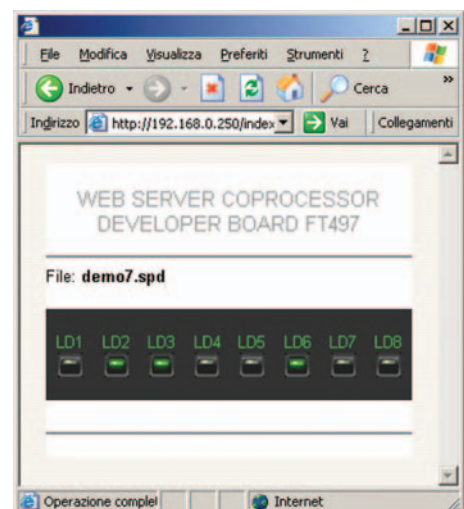 File Modifica Visualizza Preferiti Strumenti ?
Indietro Cerca »
Indirizzo http://192.168.0.250/index Vai Collegamenti
WEB SERVER COPROCESSOR
DEVELOPER BOARD FT497
File: demo7.spd
LD1 LD2 LD3 LD4 LD5 LD6 LD7 LD8
Operazione complet Internet